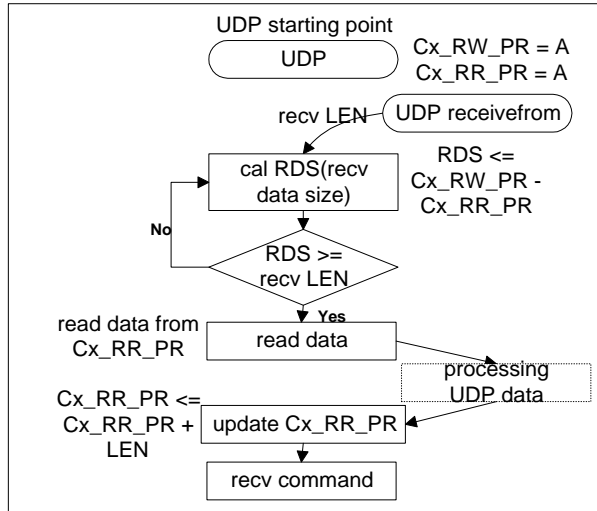 UDP starting point
UDP
Cx_RW_PR = A
Cx_RR_PR = A
recv LEN
UDP receivefrom
cal RDS(recv
data size)
RDS <=
Cx_RW_PR -
Cx_RR_PR
No
RDS >=
recv LEN
Yes
read data from
Cx_RR_PR
read data
processing
UDP data
Cx_RR_PR <=
Cx_RR_PR +
LEN
update Cx_RR_PR
recv command